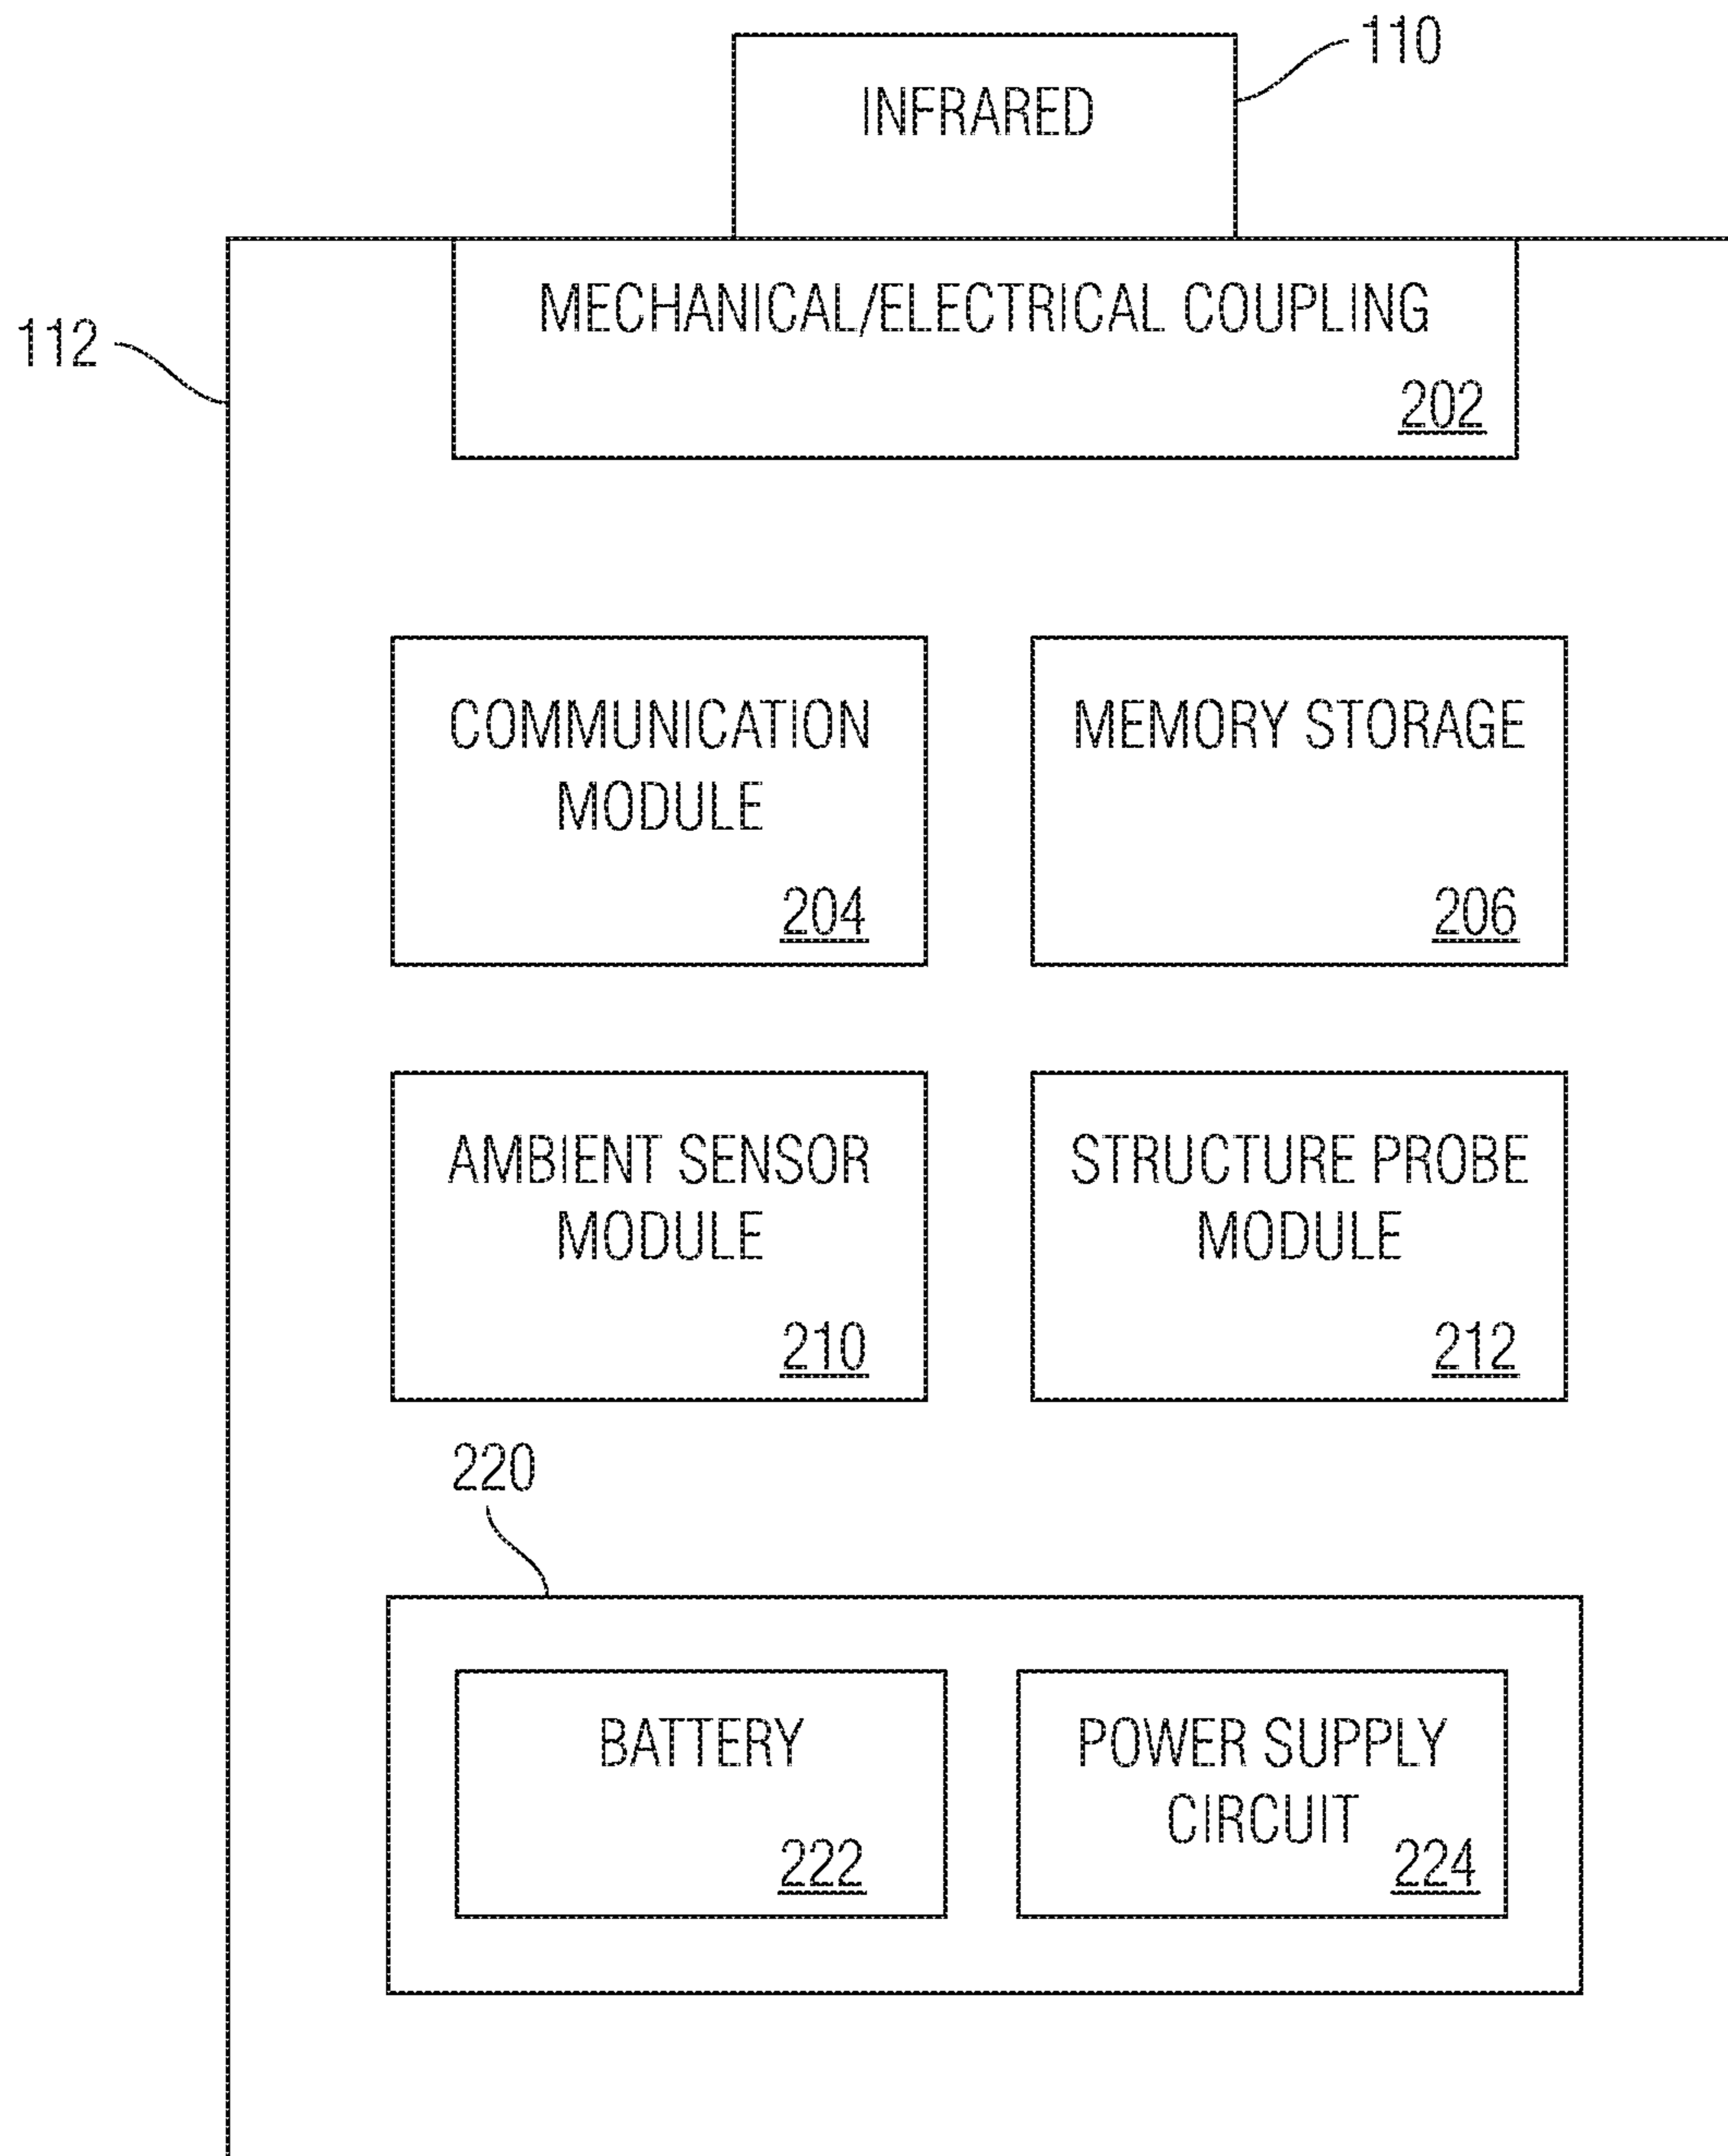 110
INFRARED
MECHANICAL/ELECTRICAL COUPLING
112
202
COMMUNICATION
MODULE
204
MEMORY STORAGE
206
AMBIENT SENSOR
MODULE
210
STRUCTURE PROBE
MODULE
212
220
BATTERY
222
POWER SUPPLY
CIRCUIT
224